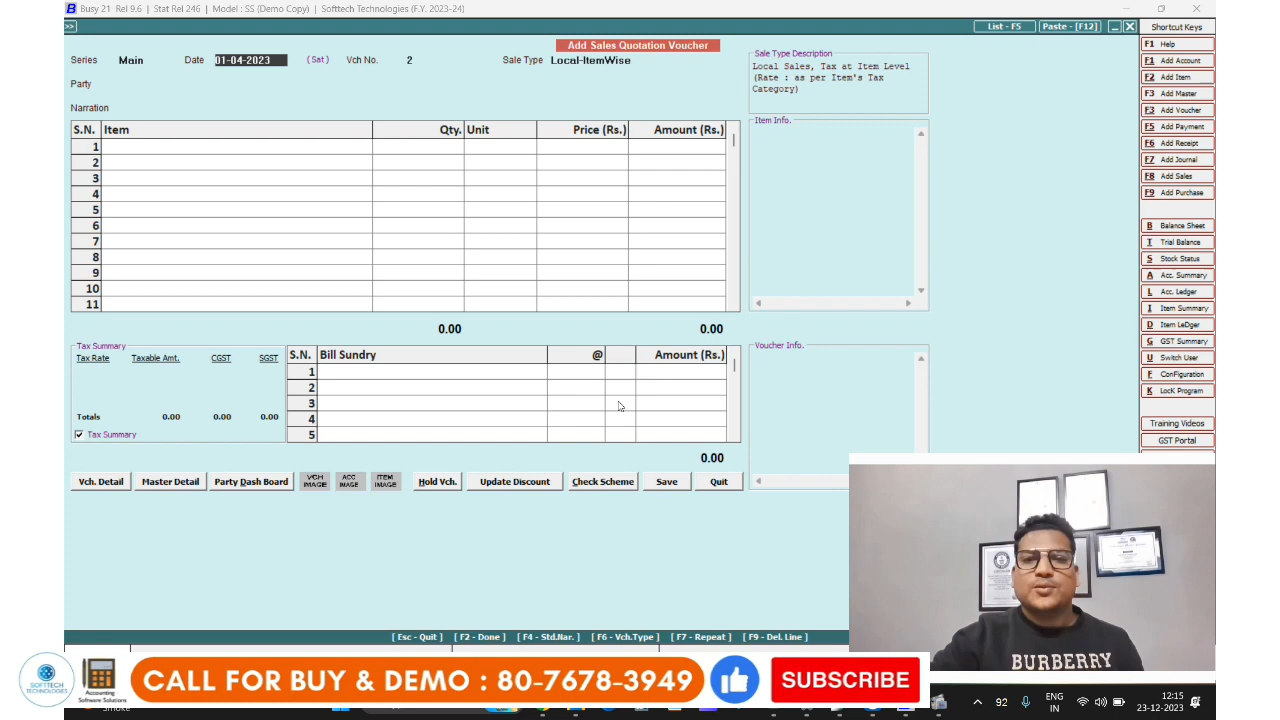 Busy 21 Rel 9.6 | Stat Rel 246 | Model : SS (Demo Copy) | Softtech Technologies (F.Y. 2023-24)
>> List - F5 Paste - [F12] Shortcut Keys
Add Sales Quotation Voucher
Series Main Date 01-04-2023 (Sat) Vch No. 2 Sale Type Local-ItemWise
Party
Narration
S.N. Item Qty. Unit Price (Rs.) Amount (Rs.)
1
2
3
4
5
6
7
8
9
10
11
0.00 0.00
Sale Type Description
Local Sales, Tax at Item Level
(Rate : as per Item's Tax
Category)
Item Info.
Tax Summary
Tax Rate Taxable Amt. CGST SGST
Totals 0.00 0.00 0.00
Tax Summary
S.N. Bill Sundry @ Amount (Rs.)
1
2
3
4
5
0.00
Voucher Info.
Vch. Detail Master Detail Party Dash Board VCH IMAGE ACC IMAGE ITEM IMAGE Hold Vch. Update Discount Check Scheme Save Quit
F1 Help
F1 Add Account
F2 Add Item
F3 Add Master
F3 Add Voucher
F5 Add Payment
F6 Add Receipt
F7 Add Journal
F8 Add Sales
F9 Add Purchase
B Balance Sheet
T Trial Balance
S Stock Status
A Acc. Summary
L Acc. Ledger
I Item Summary
D Item LeDger
G GST Summary
U Switch User
F ConFiguration
K LocK Program
Training Videos
GST Portal
[ Esc - Quit ] [ F2 - Done ] [ F4 - Std.Nar. ] [ F6 - Vch.Type ] [ F7 - Repeat ] [ F9 - Del. Line ]
BURBERRY
SOFTTECH
TECHNOLOGIES
Accounting
Software Solutions
CALL FOR BUY & DEMO : 80-7678-3949
SUBSCRIBE
92 ENG
IN
12:15
23-12-2023